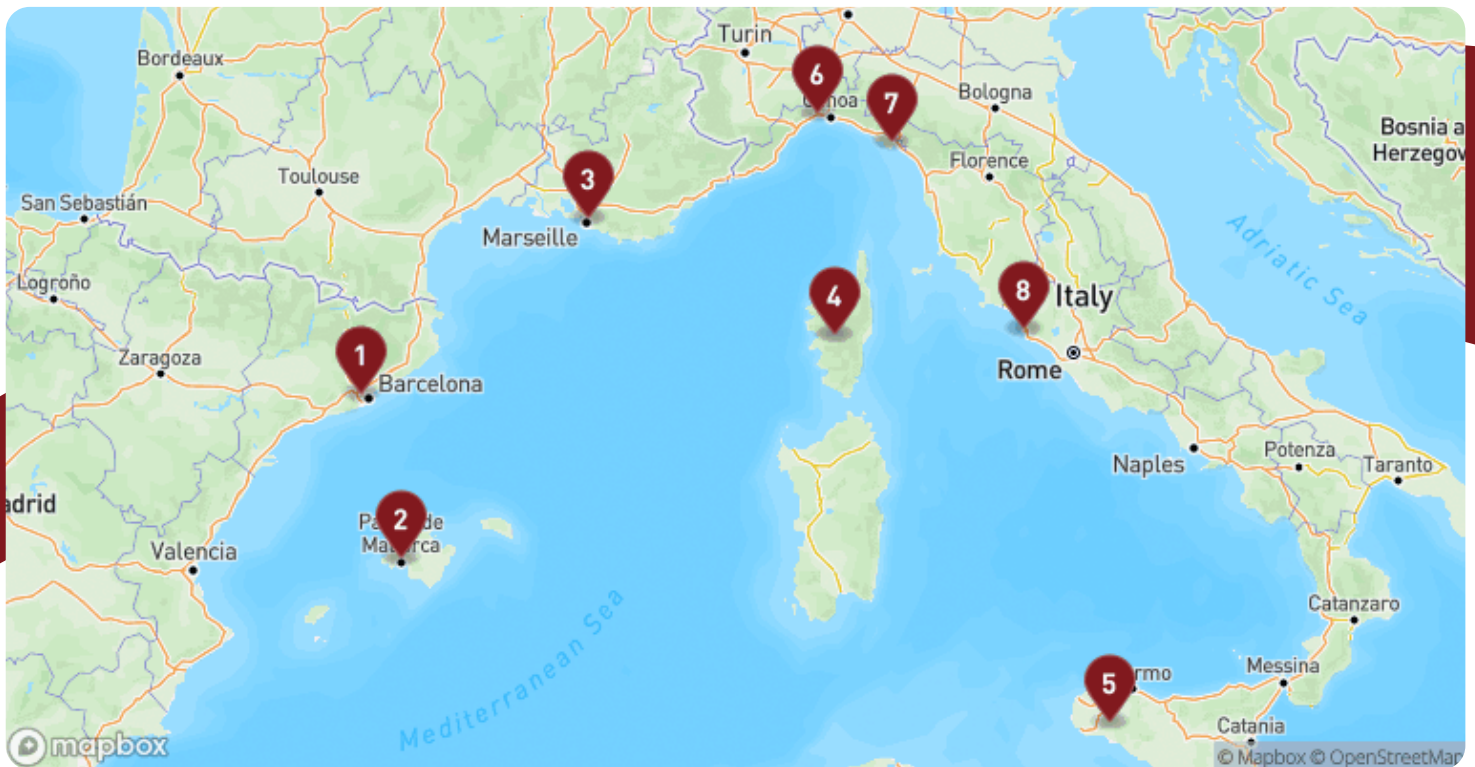 Turin
Bordeaux
6
7
Bologna
Bosnia a
Herzegov
Florence
3
Toulouse
San Sebastián
Marseille
Adriatic Sea
Logroño
4
8
Italy
1
Zaragoza
Barcelona
Rome
Naples
Potenza
Taranto
adrid
2
Valencia
Mediterranean Sea
Catanzaro
5
rmo
Messina
Catania
mapbox
© Mapbox © OpenStreetMap